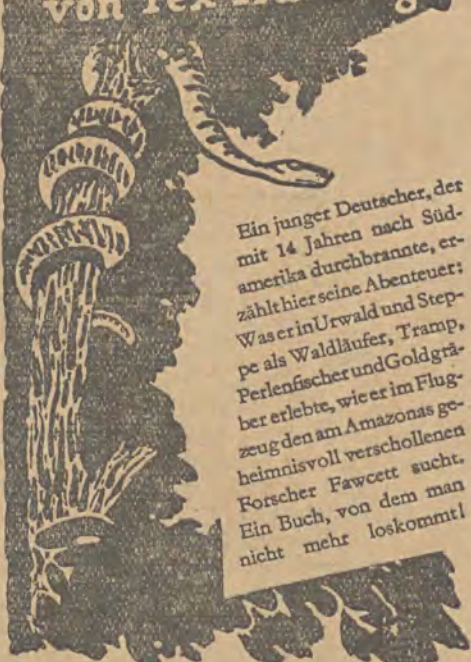 von Tex
Ein junger Deutscher, der
mit 14 Jahren nach Süd-
amerika durchbrannte, er-
zählt hier seine Abenteuer:
Was er in Urwald und Step-
pe als Waldläufer, Tramp,
Perlenfischer und Goldgrä-
ber erlebte, wie er im Flug-
zeug den am Amazonas ge-
heimnisvoll verschollenen
Forscher Fawcett sucht.
Ein Buch, von dem man
nicht mehr loskommt!